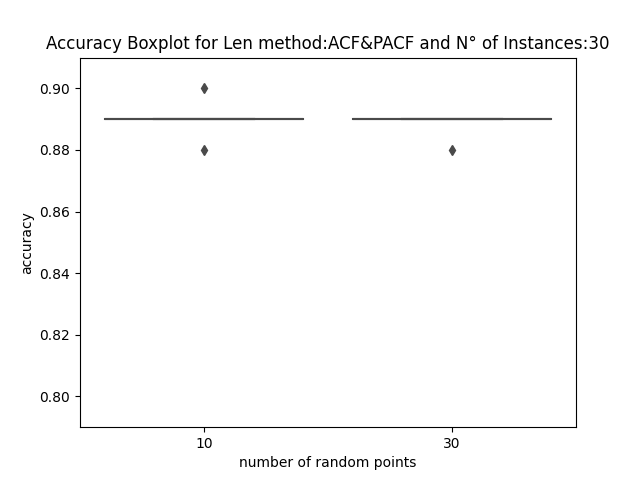 Accuracy Boxplot for Len method:ACF&PACF and N° of Instances:30
0.90
0.88
0.86
0.84
0.82
0.80
accuracy
10 30
number of random points